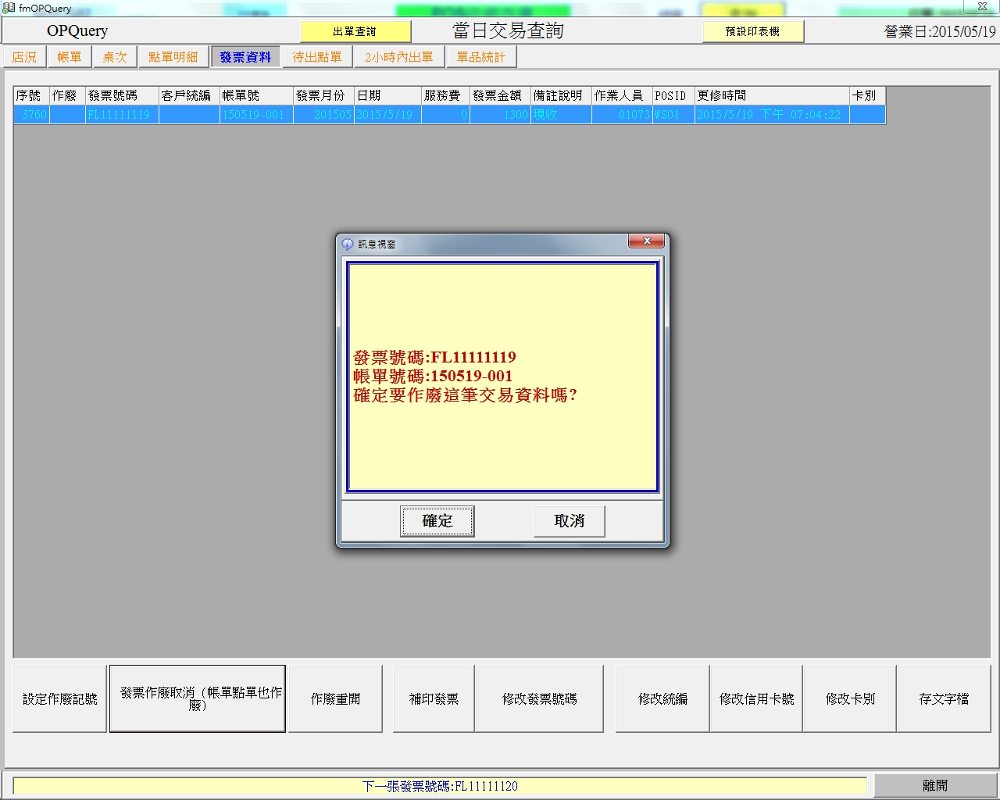 fmOPQuery
OPQuery
出單查詢
當日交易查詢
預設印表機
營業日:2015/05/19
店況 帳單 桌次 點單明細 發票資料 待出點單 2小時內出單 單品統計
序號 作廢 發票號碼 客戶統編 帳單號 發票月份 日期 服務費 發票金額 備註說明 作業人員 POSID 更修時間 卡別
3760 FL11111119 150519-001 201505 2015/5/19 0 1300 現收 01073 WS01 2015/5/19 下午 07:04:22
訊息視窗
發票號碼:FL11111119
帳單號碼:150519-001
確定要作廢這筆交易資料嗎?
確定 取消
設定作廢記號
發票作廢取消（帳單點單也作
廢）
作廢重開
補印發票
修改發票號碼
修改統編
修改信用卡號
修改卡別
存文字檔
下一張發票號碼:FL11111120
離開